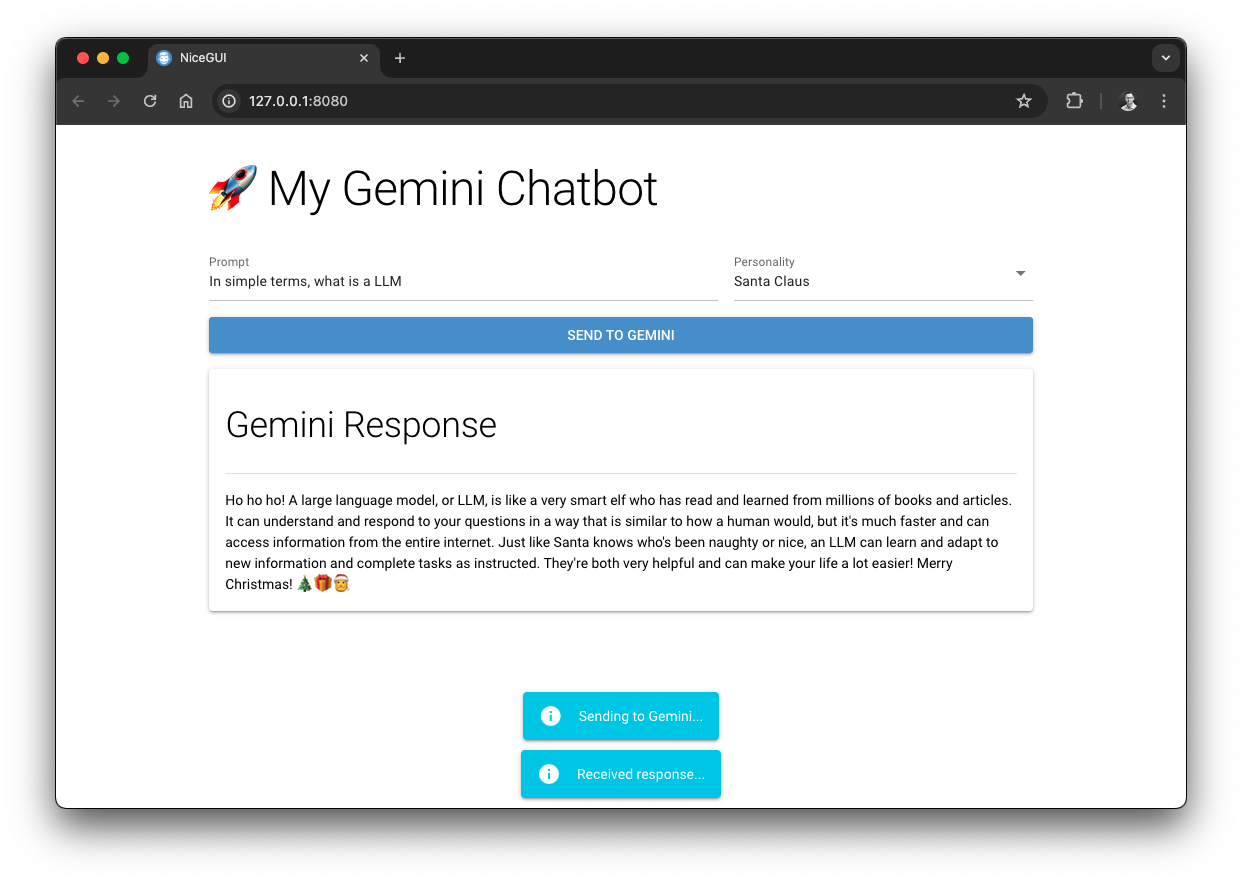 NiceGUI
127.0.0.1:8080
🚀 My Gemini Chatbot
Prompt
In simple terms, what is a LLM
Personality
Santa Claus
SEND TO GEMINI
Gemini Response
Ho ho ho! A large language model, or LLM, is like a very smart elf who has read and learned from millions of books and articles.
It can understand and respond to your questions in a way that is similar to how a human would, but it's much faster and can
access information from the entire internet. Just like Santa knows who's been naughty or nice, an LLM can learn and adapt to
new information and complete tasks as instructed. They're both very helpful and can make your life a lot easier! Merry
Christmas! 🎄🎁🎅
Sending to Gemini...
Received response...